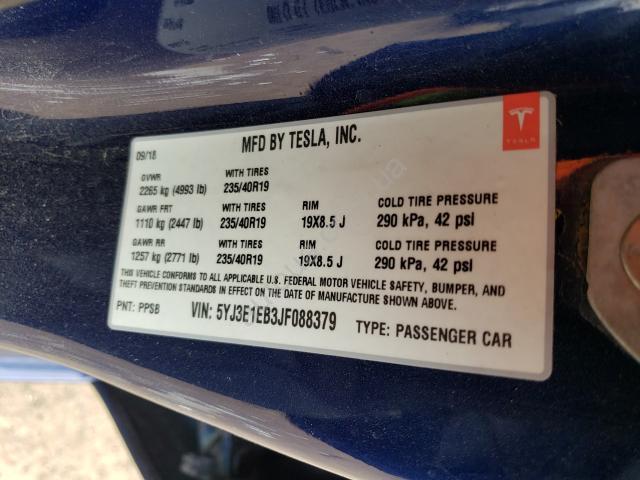 MFD BY TESLA, INC.
TESLA
09/18
GVWR WITH TIRES
2265 kg (4993 lb) 235/40R19
GAWR FRT WITH TIRES RIM COLD TIRE PRESSURE
1110 kg (2447 lb) 235/40R19 19X8.5 J 290 kPa, 42 psi
GAWR RR WITH TIRES RIM COLD TIRE PRESSURE
1257 kg (2771 lb) 235/40R19 19X8.5 J 290 kPa, 42 psi
THIS VEHICLE CONFORMS TO ALL APPLICABLE U.S. FEDERAL MOTOR VEHICLE SAFETY, BUMPER, AND
THEFT PREVENTION STANDARDS IN EFFECT ON THE DATE OF MANUFACTURE SHOWN ABOVE.
PNT: PPSB VIN: 5YJ3E1EB3JF088379 TYPE: PASSENGER CAR